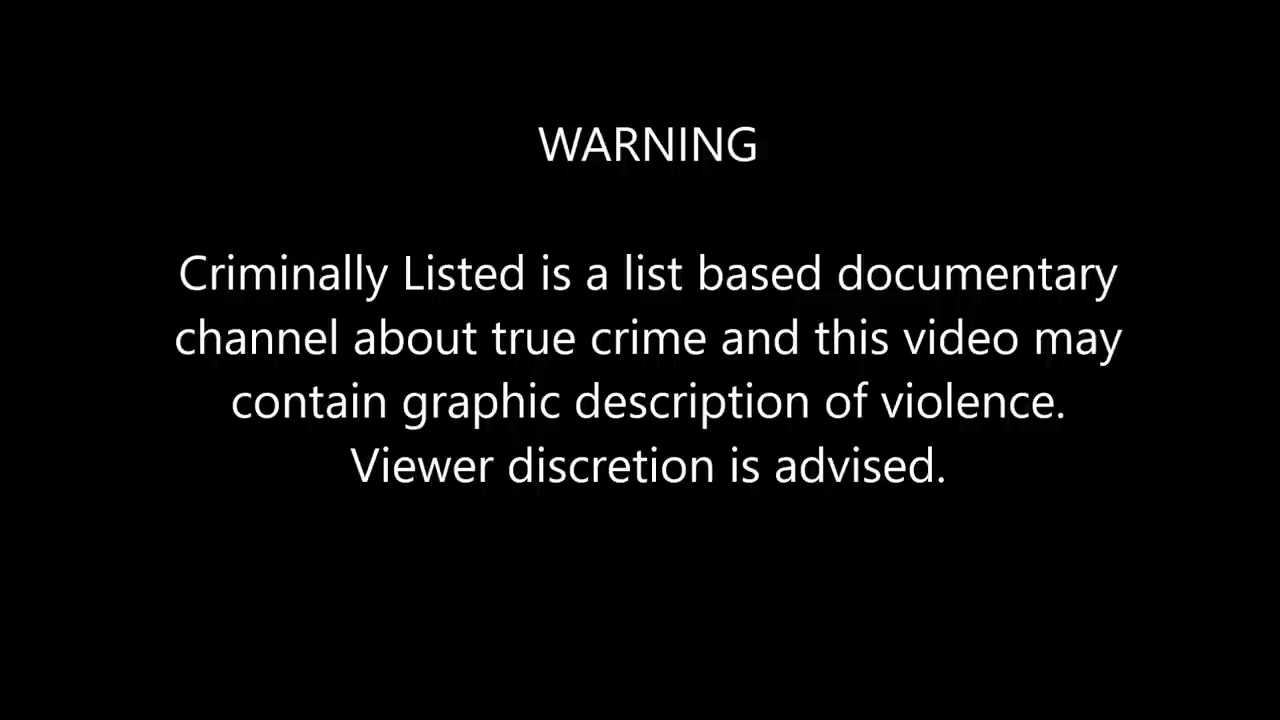 WARNING
Criminally Listed is a list based documentary
channel about true crime and this video may
contain graphic description of violence.
Viewer discretion is advised.